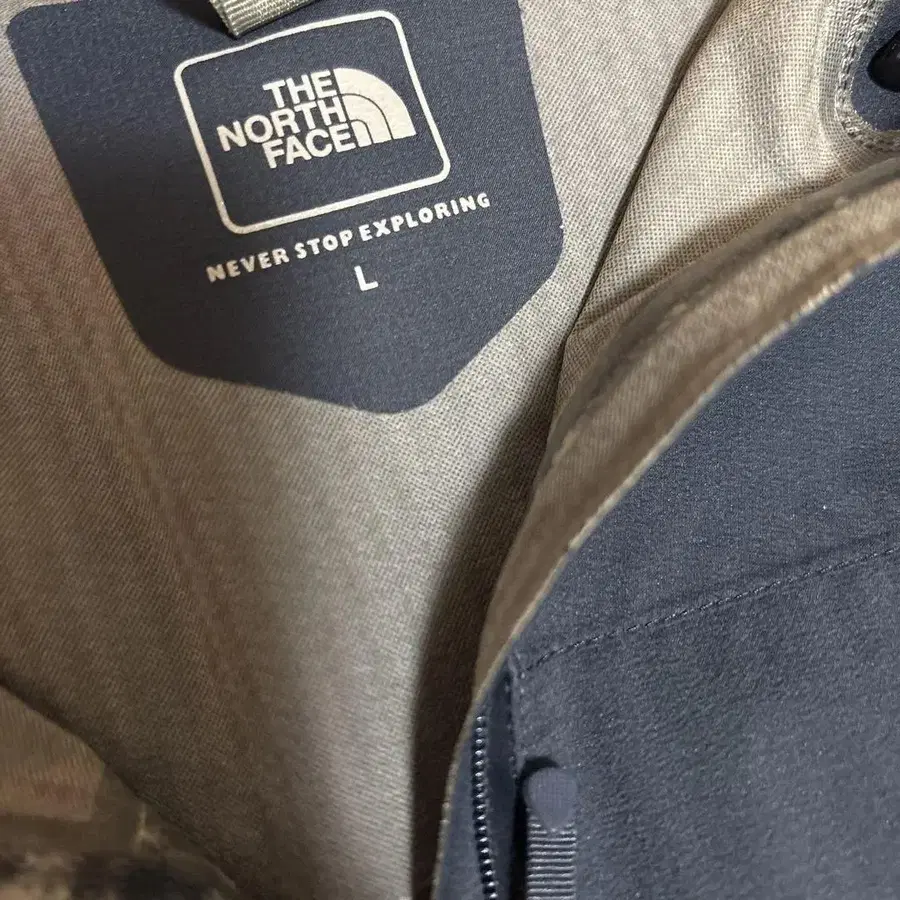 THE
NORTH
FACE
NEVER STOP EXPLORING
L